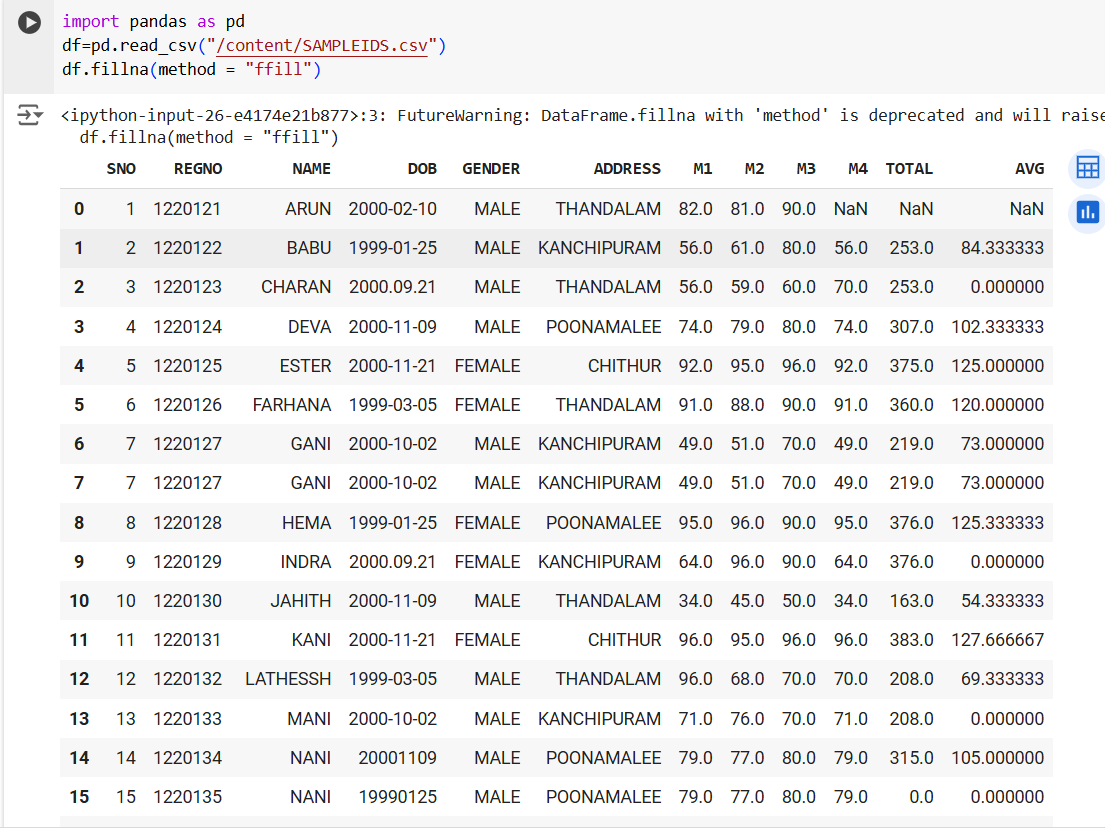 import pandas as pd
df=pd.read_csv("/content/SAMPLEIDS.csv")
df.fillna(method = "ffill")
<ipython-input-26-e4174e21b877>:3: FutureWarning: DataFrame.fillna with 'method' is deprecated and will raise
df.fillna(method = "ffill")
SNO REGNO NAME DOB GENDER ADDRESS M1 M2 M3 M4 TOTAL AVG
0 1 1220121 ARUN 2000-02-10 MALE THANDALAM 82.0 81.0 90.0 NaN NaN NaN
1 2 1220122 BABU 1999-01-25 MALE KANCHIPURAM 56.0 61.0 80.0 56.0 253.0 84.333333
2 3 1220123 CHARAN 2000.09.21 MALE THANDALAM 56.0 59.0 60.0 70.0 253.0 0.000000
3 4 1220124 DEVA 2000-11-09 MALE POONAMALEE 74.0 79.0 80.0 74.0 307.0 102.333333
4 5 1220125 ESTER 2000-11-21 FEMALE CHITHUR 92.0 95.0 96.0 92.0 375.0 125.000000
5 6 1220126 FARHANA 1999-03-05 FEMALE THANDALAM 91.0 88.0 90.0 91.0 360.0 120.000000
6 7 1220127 GANI 2000-10-02 MALE KANCHIPURAM 49.0 51.0 70.0 49.0 219.0 73.000000
7 7 1220127 GANI 2000-10-02 MALE KANCHIPURAM 49.0 51.0 70.0 49.0 219.0 73.000000
8 8 1220128 HEMA 1999-01-25 FEMALE POONAMALEE 95.0 96.0 90.0 95.0 376.0 125.333333
9 9 1220129 INDRA 2000.09.21 FEMALE KANCHIPURAM 64.0 96.0 90.0 64.0 376.0 0.000000
10 10 1220130 JAHITH 2000-11-09 MALE THANDALAM 34.0 45.0 50.0 34.0 163.0 54.333333
11 11 1220131 KANI 2000-11-21 FEMALE CHITHUR 96.0 95.0 96.0 96.0 383.0 127.666667
12 12 1220132 LATHESSH 1999-03-05 MALE THANDALAM 96.0 68.0 70.0 70.0 208.0 69.333333
13 13 1220133 MANI 2000-10-02 MALE KANCHIPURAM 71.0 76.0 70.0 71.0 208.0 0.000000
14 14 1220134 NANI 20001109 MALE POONAMALEE 79.0 77.0 80.0 79.0 315.0 105.000000
15 15 1220135 NANI 19990125 MALE POONAMALEE 79.0 77.0 80.0 79.0 0.0 0.000000